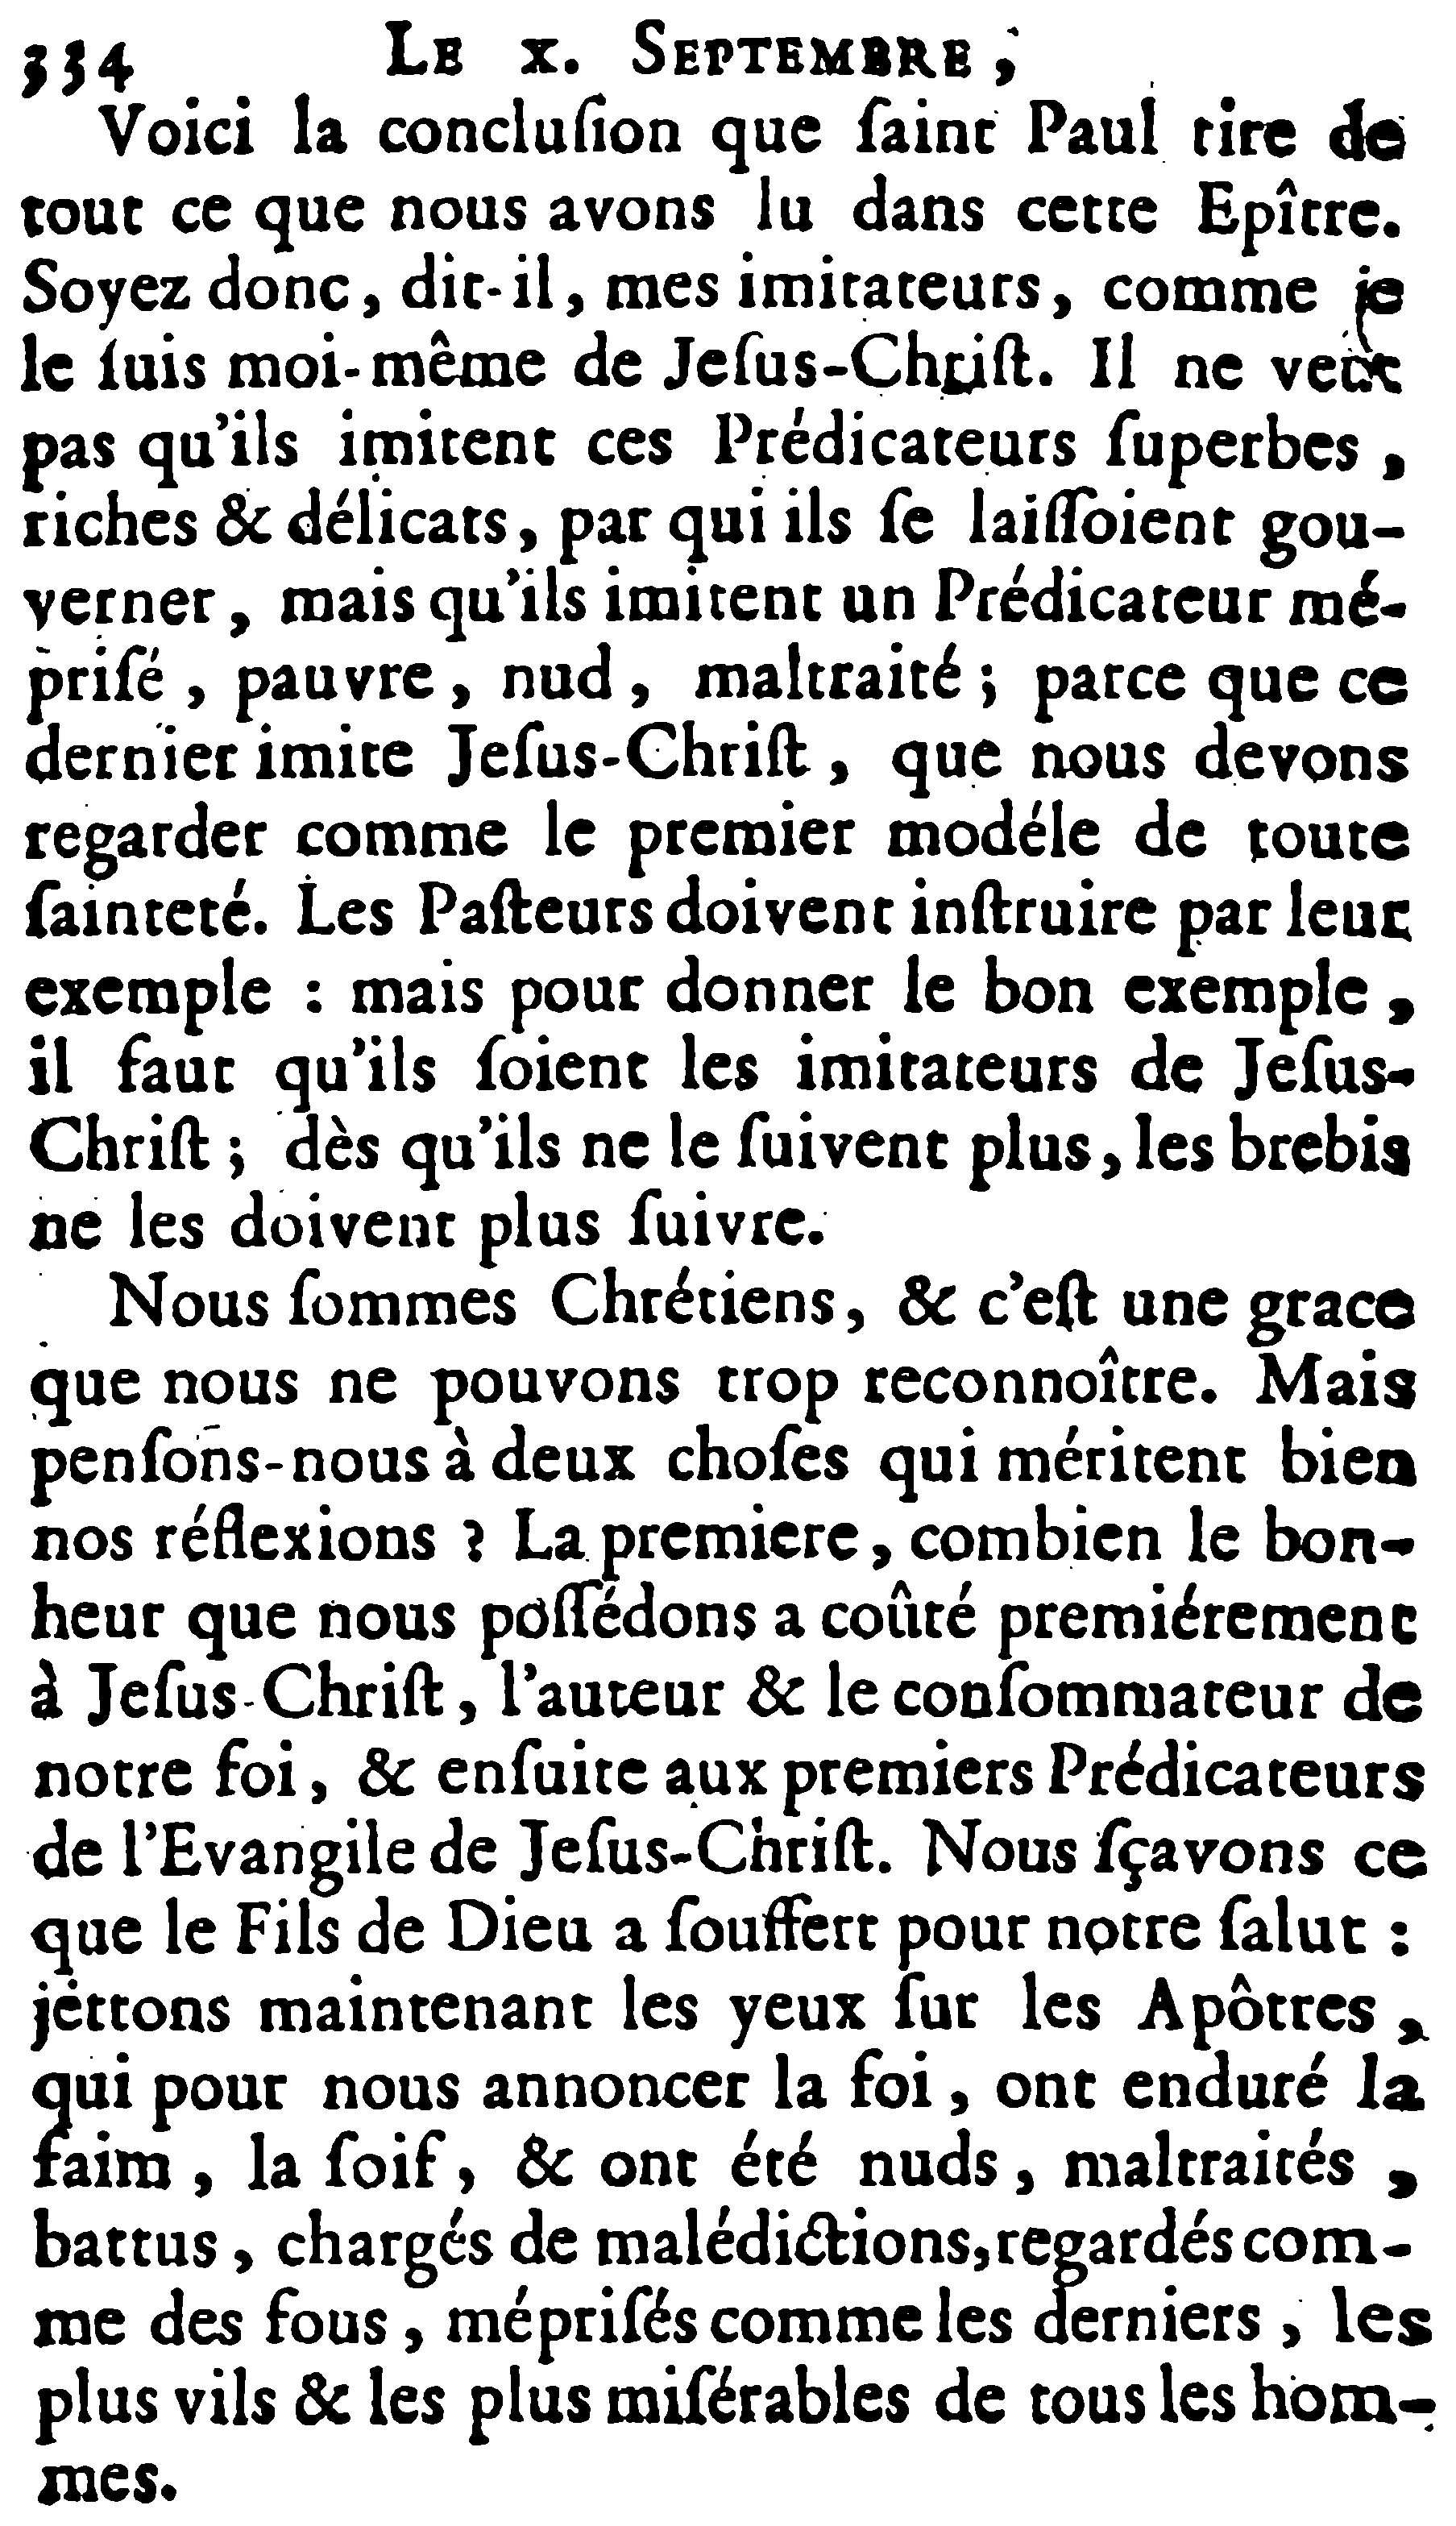 334 LE X. SEPTEMBRE,
Voici la concluſion que ſaint Paul tire de
tout ce que nous avons lu dans cette Epître.
Soyez donc, dit-il, mes imitateurs, comme je
le ſuis moi-même de Jeſus-Chriſt. Il ne veut
pas qu'ils imitent ces Prédicateurs ſuperbes,
riches & délicats, par qui ils ſe laiſſoient gou-
verner, mais qu'ils imitent un Prédicateur mé-
priſé, pauvre, nud, maltraité; parce que ce
dernier imite Jeſus-Chriſt, que nous devons
regarder comme le premier modéle de toute
ſainteté. Les Paſteurs doivent inſtruire par leur
exemple : mais pour donner le bon exemple,
il faut qu'ils ſoient les imitateurs de Jeſus-
Chriſt; dès qu'ils ne le ſuivent plus, les brebis
ne les doivent plus ſuivre.
Nous ſommes Chrétiens, & c'eſt une grace
que nous ne pouvons trop reconnoître. Mais
penſons-nous à deux choſes qui méritent bien
nos réflexions ? La premiere, combien le bon-
heur que nous poſſédons a coûté premiérement
à Jeſus-Chriſt, l'auteur & le conſommateur de
notre foi, & enſuite aux premiers Prédicateurs
de l'Evangile de Jeſus-Chriſt. Nous ſçavons ce
que le Fils de Dieu a ſouffert pour notre ſalut :
jettons maintenant les yeux ſur les Apôtres,
qui pour nous annoncer la foi, ont enduré la
faim, la ſoif, & ont été nuds, maltraités,
battus, chargés de malédictions, regardés com-
me des fous, mépriſés comme les derniers, les
plus vils & les plus miſérables de tous les hom-
mes.